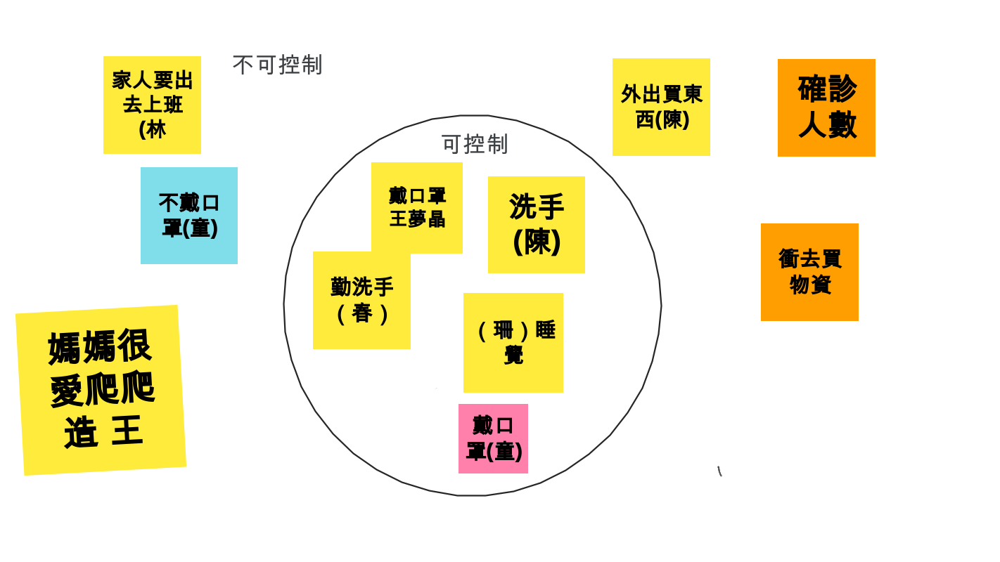 不可控制
家人要出
去上班
(林
不戴口
罩(童)
媽媽很
愛爬爬
造 王
可控制
戴口罩
王夢晶
洗手
(陳)
勤洗手
（春）
（珊）睡
覺
戴口
罩(童)
外出買東
西(陳)
確診
人數
衝去買
物資